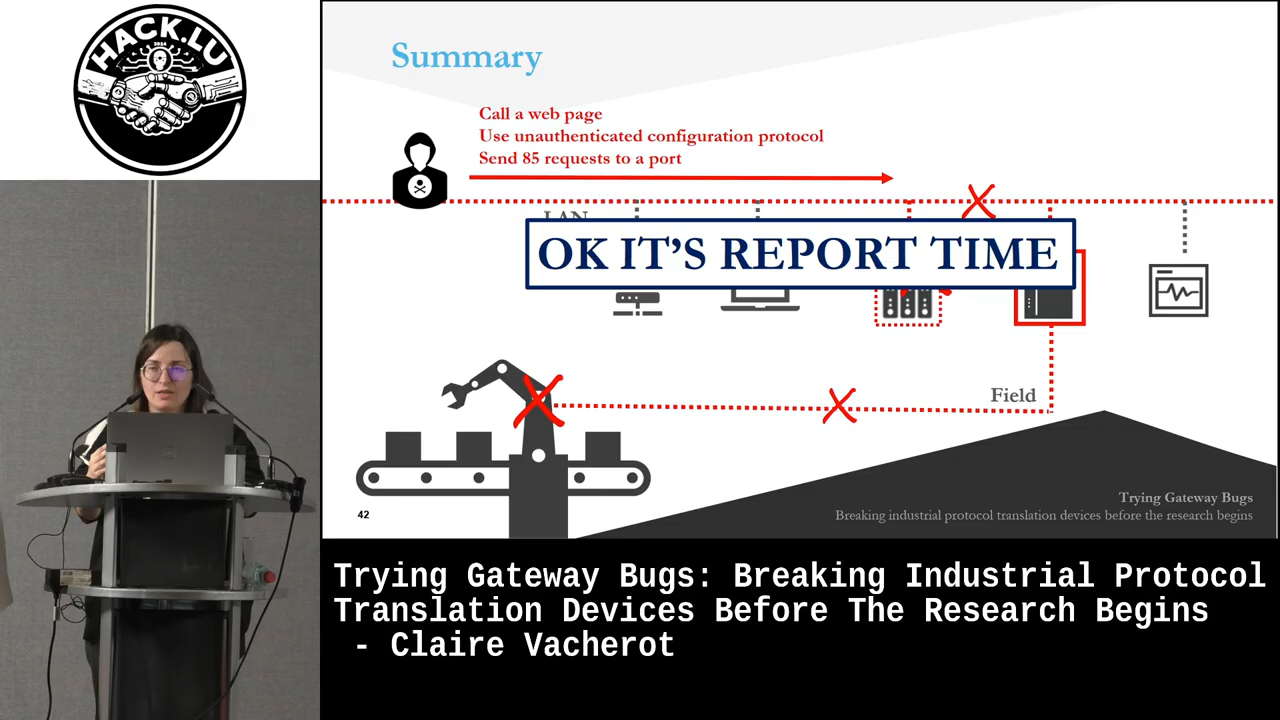 HACK.LU
2024
Summary
Call a web page
Use unauthenticated configuration protocol
Send 85 requests to a port
LAN
OK IT'S REPORT TIME
Field
42
Trying Gateway Bugs
Breaking industrial protocol translation devices before the research begins
Trying Gateway Bugs: Breaking Industrial Protocol
Translation Devices Before The Research Begins
- Claire Vacherot